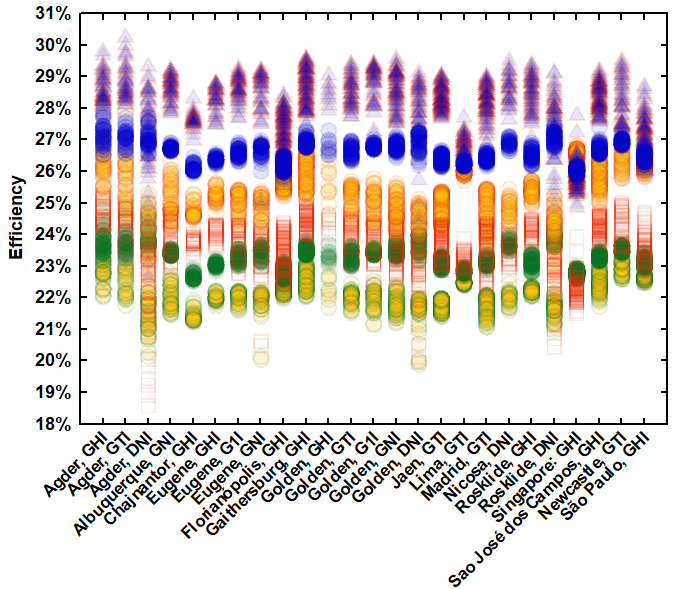 31%
30%
29%
28%
27%
26%
25%
24%
23%
22%
21%
20%
19%
18%
Efficiency
Agder, GHI
Agder, GTI
Agder, DNI
Albuquerque, GNI
Chajnantor, GHI
Eugene, GHI
Eugene, G1I
Eugene, GNI
Florianópolis, GHI
Gaithersburg, GHI
Golden, GHI
Golden, GTI
Golden, G1I
Golden, GNI
Golden, DNI
Jaen, GTI
Lima, GTI
Madrid, GTI
Nicosa, DNI
Roskilde, GHI
Roskilde, DNI
Singapore: GHI
Sao José dos Campos, GHI
Newcastle, GTI
São Paulo, GHI